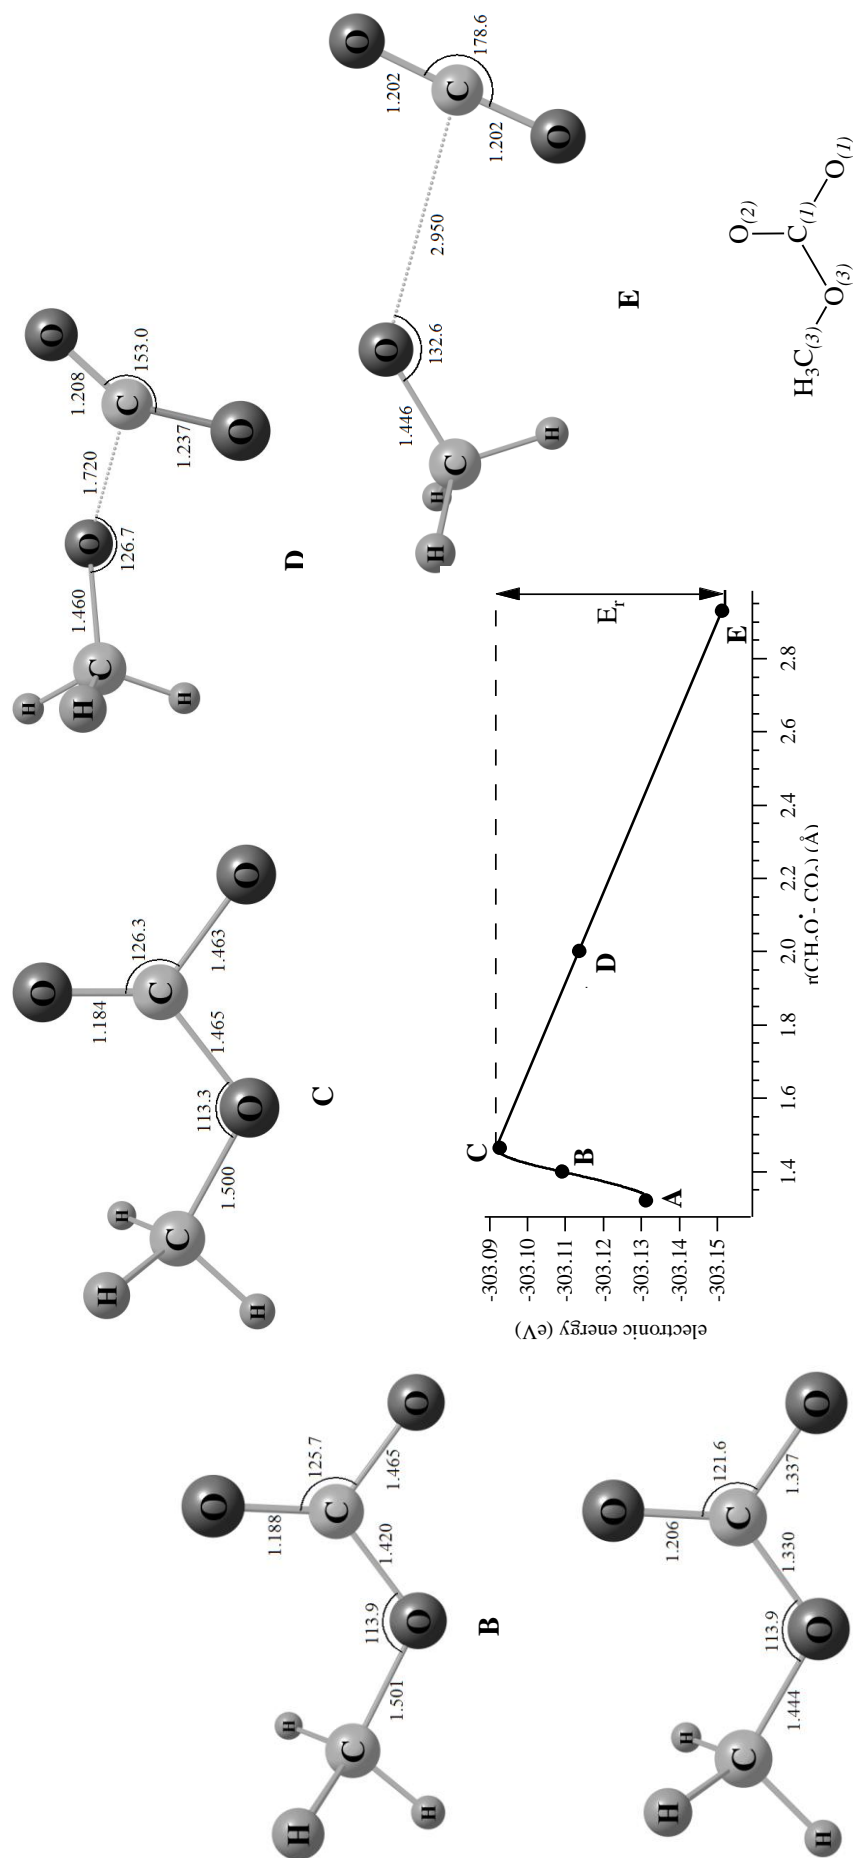 O
C
O
O
C
H
H
H
1.188
125.7
1.465
1.420
113.9
1.501
B
O
C
O
O
C
H
H
H
1.206
121.6
1.337
1.330
113.9
1.444
O
C
O
O
C
H
H
H
1.184
126.3
1.463
1.465
113.3
1.500
C
O
C
O
O
C
H
H
H
1.208
153.0
1.237
1.720
126.7
1.460
D
O
C
O
O
C
H
H
H
1.202
178.6
1.202
2.950
132.6
1.446
E
electronic energy (eV)
-303.09
-303.10
-303.11
-303.12
-303.13
-303.14
-303.15
C
B
A
D
E
Er
1.4 1.6 1.8 2.0 2.2 2.4 2.6 2.8
r(CH3O•- CO2) (Å)
O(2)
H3C(3) C(1)
O(3) O(1)